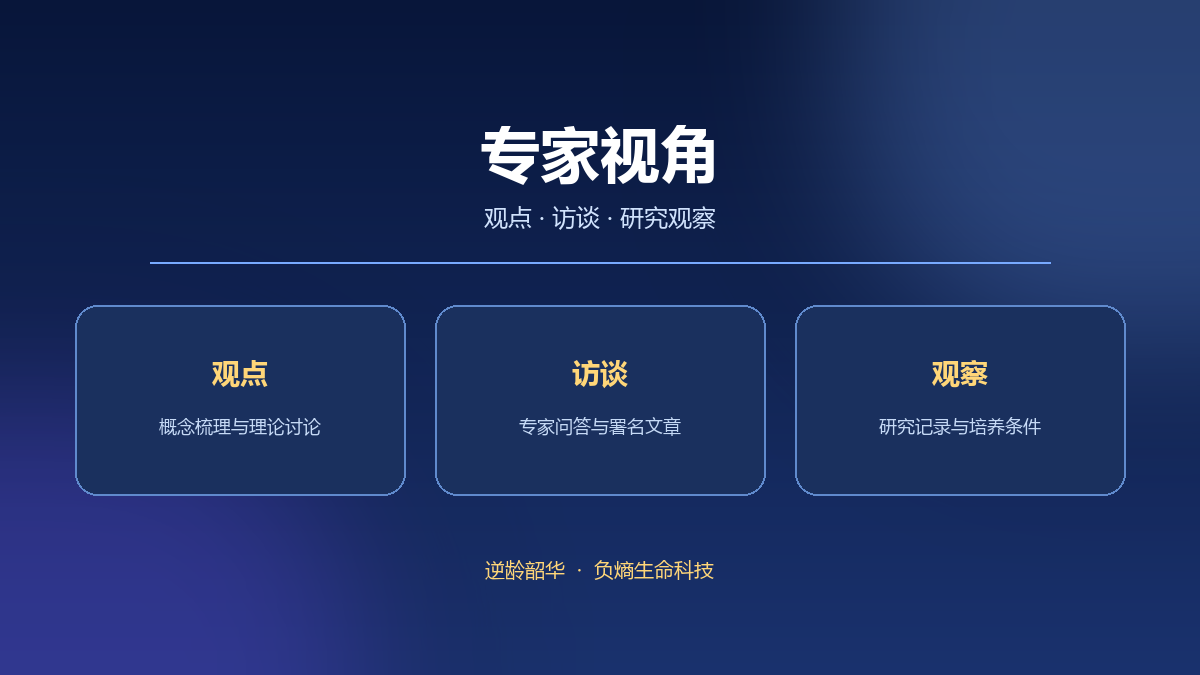 专家视角
观点 · 访谈 · 研究观察
观点
概念梳理与理论讨论
访谈
专家问答与署名文章
观察
研究记录与培养条件
逆龄韶华 · 负熵生命科技